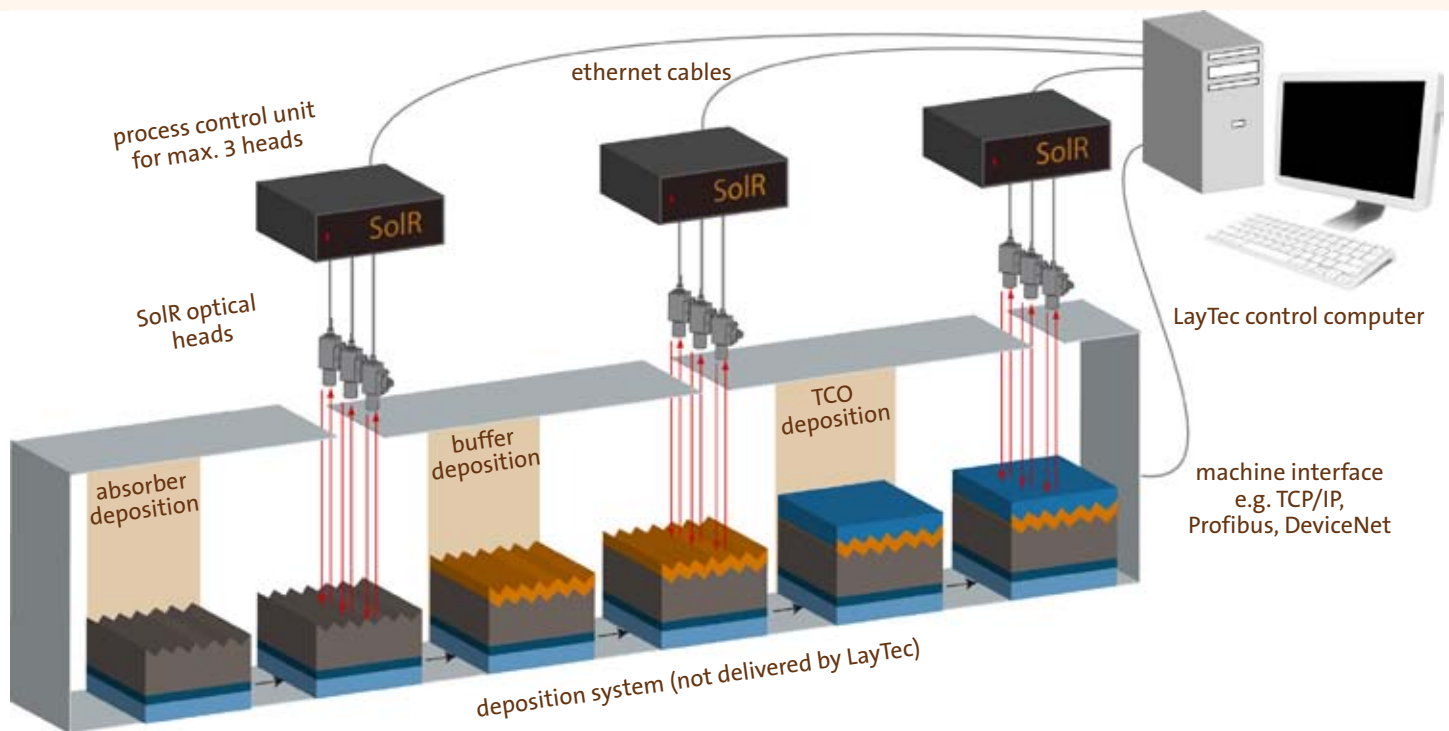 ethernet cables
process control unit
for max. 3 heads
SolR
SolR
SolR
SolR optical
heads
LayTec control computer
TCO
deposition
buffer
deposition
absorber
deposition
machine interface
e.g. TCP/IP,
Profibus, DeviceNet
deposition system (not delivered by LayTec)